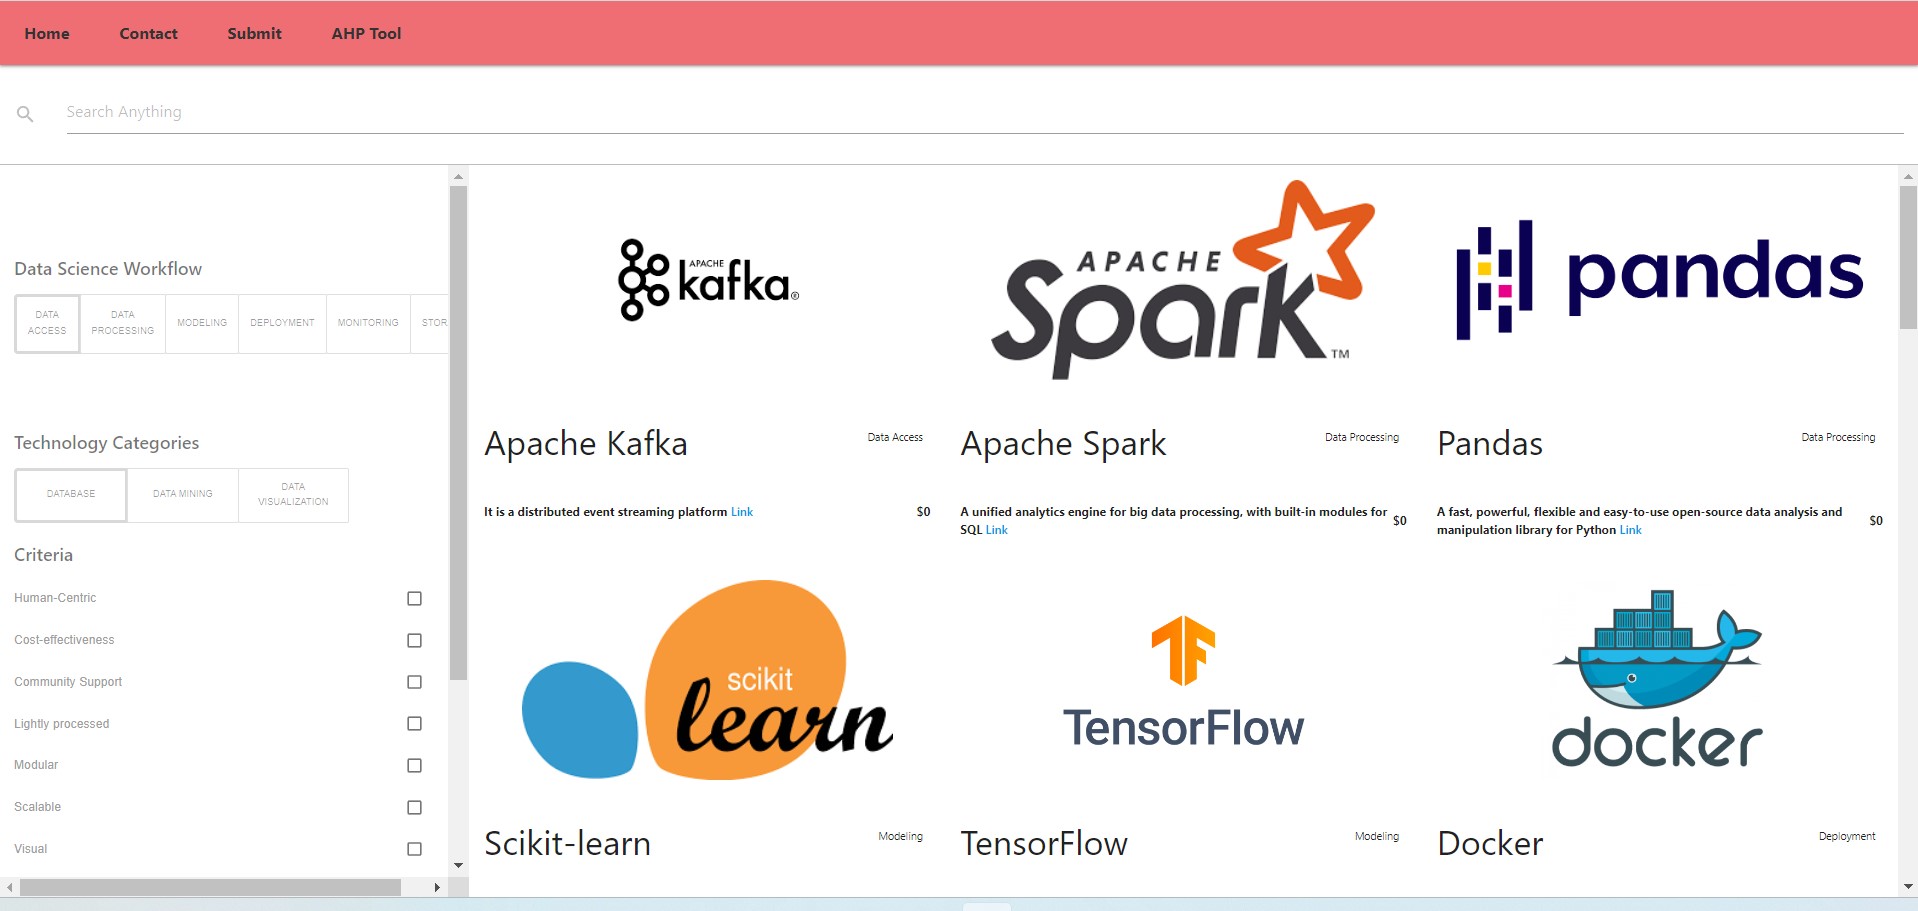 Home Contact Submit AHP Tool
Search Anything
Data Science Workflow
DATA ACCESS
DATA PROCESSING
MODELING
DEPLOYMENT
MONITORING
STOR
Technology Categories
DATABASE
DATA MINING
DATA VISUALIZATION
Criteria
Human-Centric
Cost-effectiveness
Community Support
Lightly processed
Modular
Scalable
Visual
APACHE
kafka®
Apache Kafka
Data Access
It is a distributed event streaming platform Link
$0
APACHE
Spark™
Apache Spark
Data Processing
A unified analytics engine for big data processing, with built-in modules for
SQL Link
$0
pandas
Pandas
Data Processing
A fast, powerful, flexible and easy-to-use open-source data analysis and
manipulation library for Python Link
$0
scikit
learn
Scikit-learn
Modeling
TensorFlow
TensorFlow
Modeling
docker
Docker
Deployment